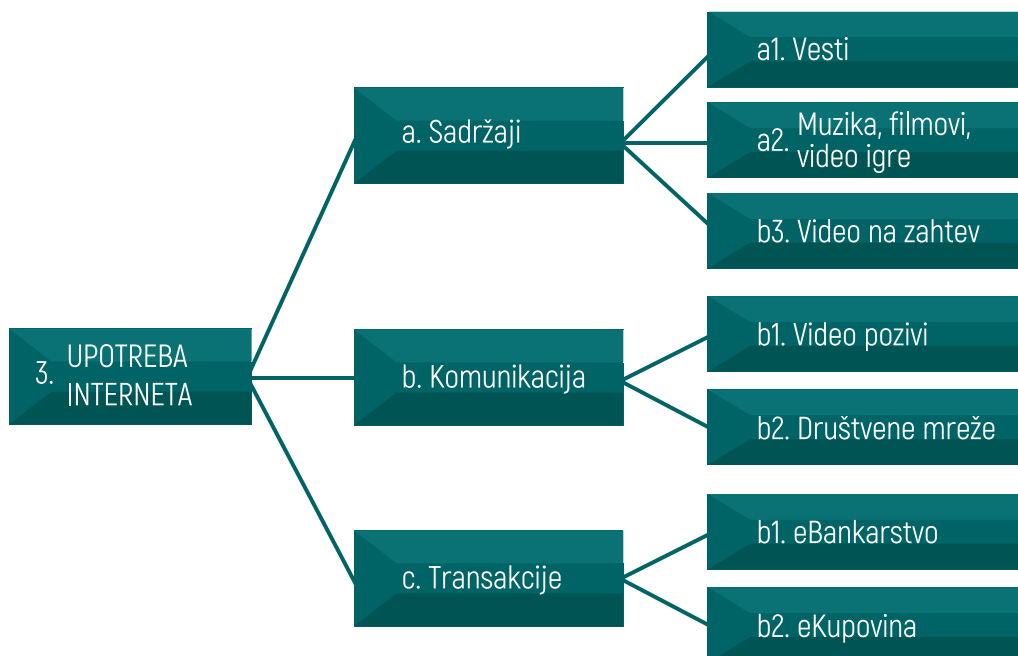 3. UPOTREBA
INTERNETA
a. Sadržaji
a1. Vesti
a2. Muzika, filmovi,
video igre
b3. Video na zahtev
b. Komunikacija
b1. Video pozivi
b2. Društvene mreže
c. Transakcije
b1. eBankarstvo
b2. eKupovina